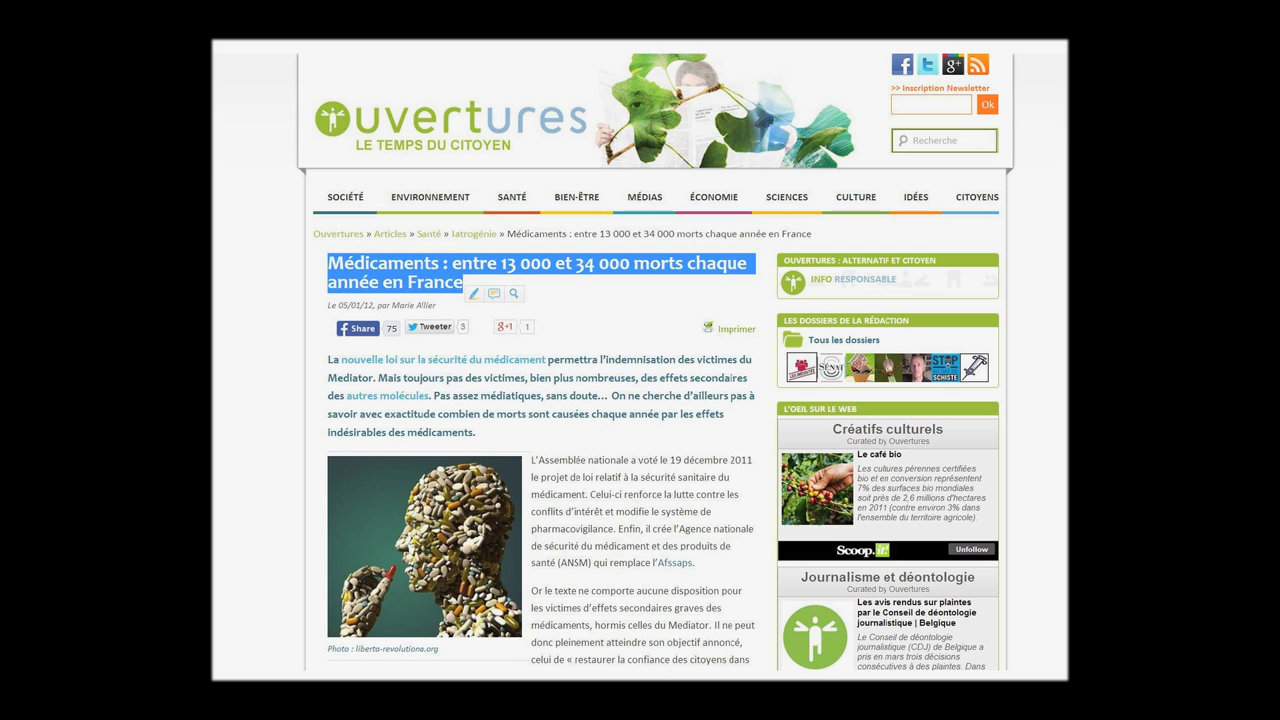 Ouvertures
LE TEMPS DU CITOYEN
>> Inscription Newsletter
Ok
Recherche
SOCIÉTÉ ENVIRONNEMENT SANTÉ BIEN-ÊTRE MÉDIAS ÉCONOMIE SCIENCES CULTURE IDÉES CITOYENS
Ouvertures » Articles » Santé » Iatrogénie » Médicaments : entre 13 000 et 34 000 morts chaque année en France
Médicaments : entre 13 000 et 34 000 morts chaque
année en France
Le 05/01/12, par Marie Allier
Share 75 Tweeter 3 g+1 1 Imprimer
La nouvelle loi sur la sécurité du médicament permettra l'indemnisation des victimes du
Mediator. Mais toujours pas des victimes, bien plus nombreuses, des effets secondaires
des autres molécules. Pas assez médiatiques, sans doute… On ne cherche d'ailleurs pas à
savoir avec exactitude combien de morts sont causées chaque année par les effets
indésirables des médicaments.
L'Assemblée nationale a voté le 19 décembre 2011
le projet de loi relatif à la sécurité sanitaire du
médicament. Celui-ci renforce la lutte contre les
conflits d'intérêt et modifie le système de
pharmacovigilance. Enfin, il crée l'Agence nationale
de sécurité du médicament et des produits de
santé (ANSM) qui remplace l'Afssaps.
Or le texte ne comporte aucune disposition pour
les victimes d'effets secondaires graves des
médicaments, hormis celles du Mediator. Il ne peut
donc pleinement atteindre son objectif annoncé,
celui de « restaurer la confiance des citoyens dans
Photo : liberta-revolutiona.org
OUVERTURES : ALTERNATIF ET CITOYEN
INFO RESPONSABLE
LES DOSSIERS DE LA RÉDACTION
Tous les dossiers
SÉNAT
STOP
SCHISTE
L'OEIL SUR LE WEB
Créatifs culturels
Curated by Ouvertures
Le café bio
Les cultures pérennes certifiées
bio et en conversion représentent
7% des surfaces bio mondiales
soit près de 2,6 millions d'hectares
en 2011 (contre environ 3% dans
l'ensemble du territoire agricole).
Scoop.it! Unfollow
Journalisme et déontologie
Curated by Ouvertures
Les avis rendus sur plaintes
par le Conseil de déontologie
journalistique | Belgique
Le Conseil de déontologie
journalistique (CDJ) de Belgique a
pris en mars trois décisions
consécutives à des plaintes. Dans